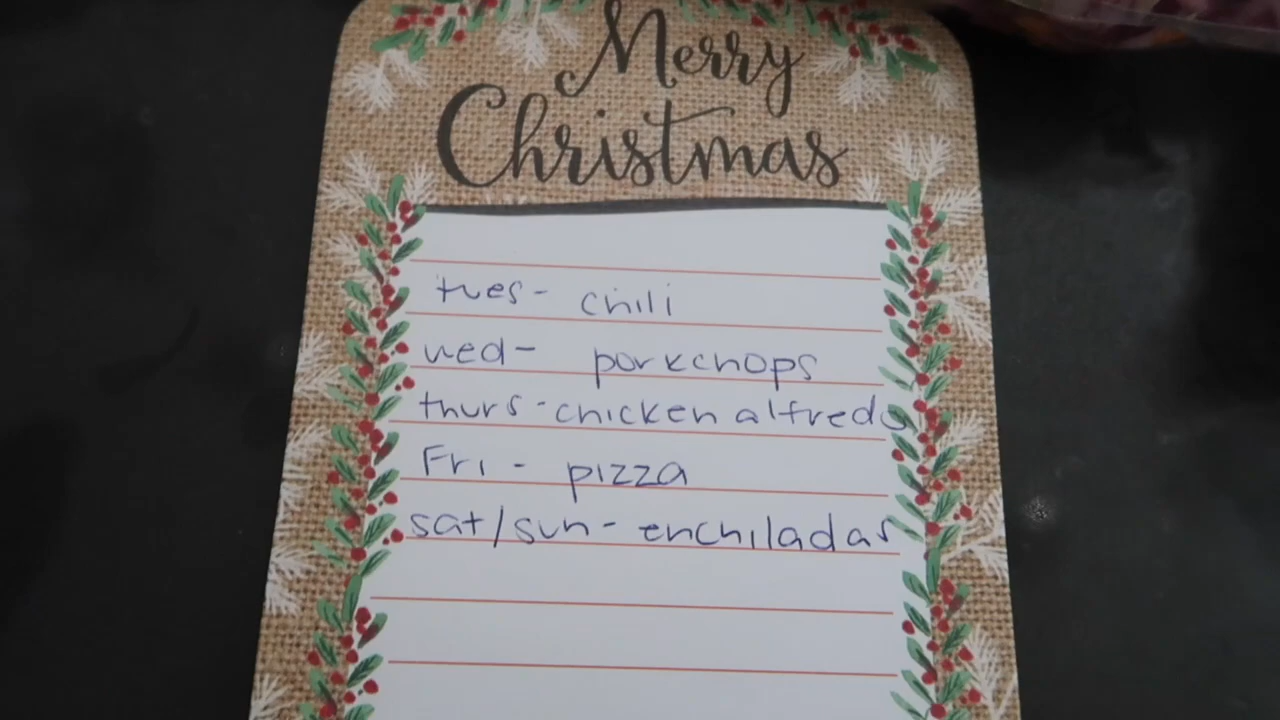 Merry
Christmas
tues- chili
wed- porkchops
thurs-chicken alfredo
Fri - pizza
sat/sun- enchiladas